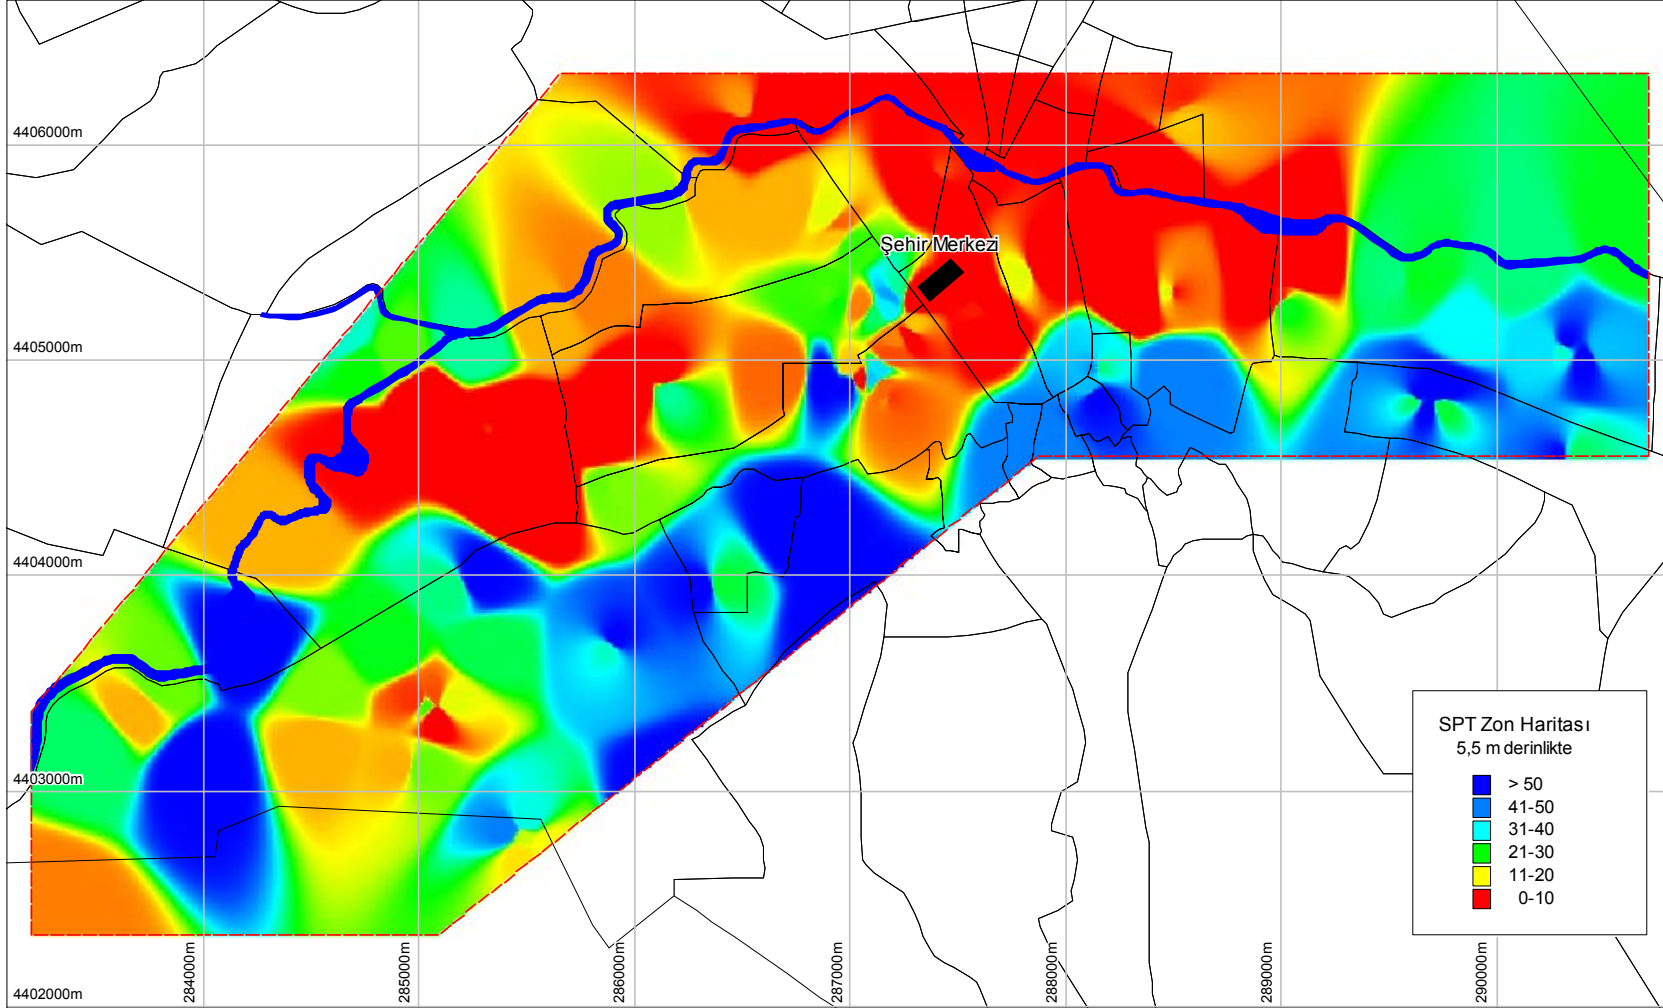 4406000m
Şehir Merkezi
4405000m
4404000m
4403000m
SPT Zon Haritası
5,5 m derinlikte
> 50
41-50
31-40
21-30
11-20
0-10
4402000m
284000m
285000m
286000m
287000m
288000m
289000m
290000m